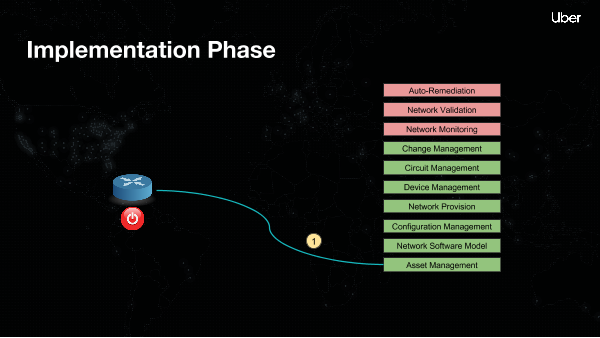 Uber
Implementation Phase
Auto-Remediation
Network Validation
Network Monitoring
Change Management
Circuit Management
Device Management
Network Provision
Configuration Management
Network Software Model
1
Asset Management